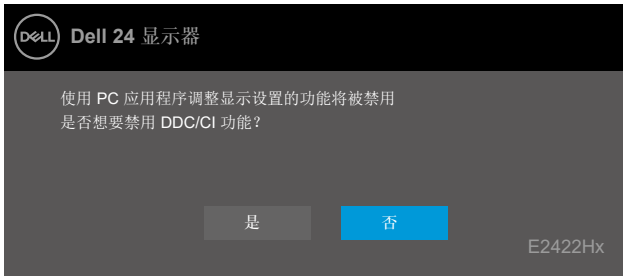 DELL Dell 24 显示器
使用 PC 应用程序调整显示设置的功能将被禁用
是否想要禁用 DDC/CI 功能？
是 否
E2422Hx